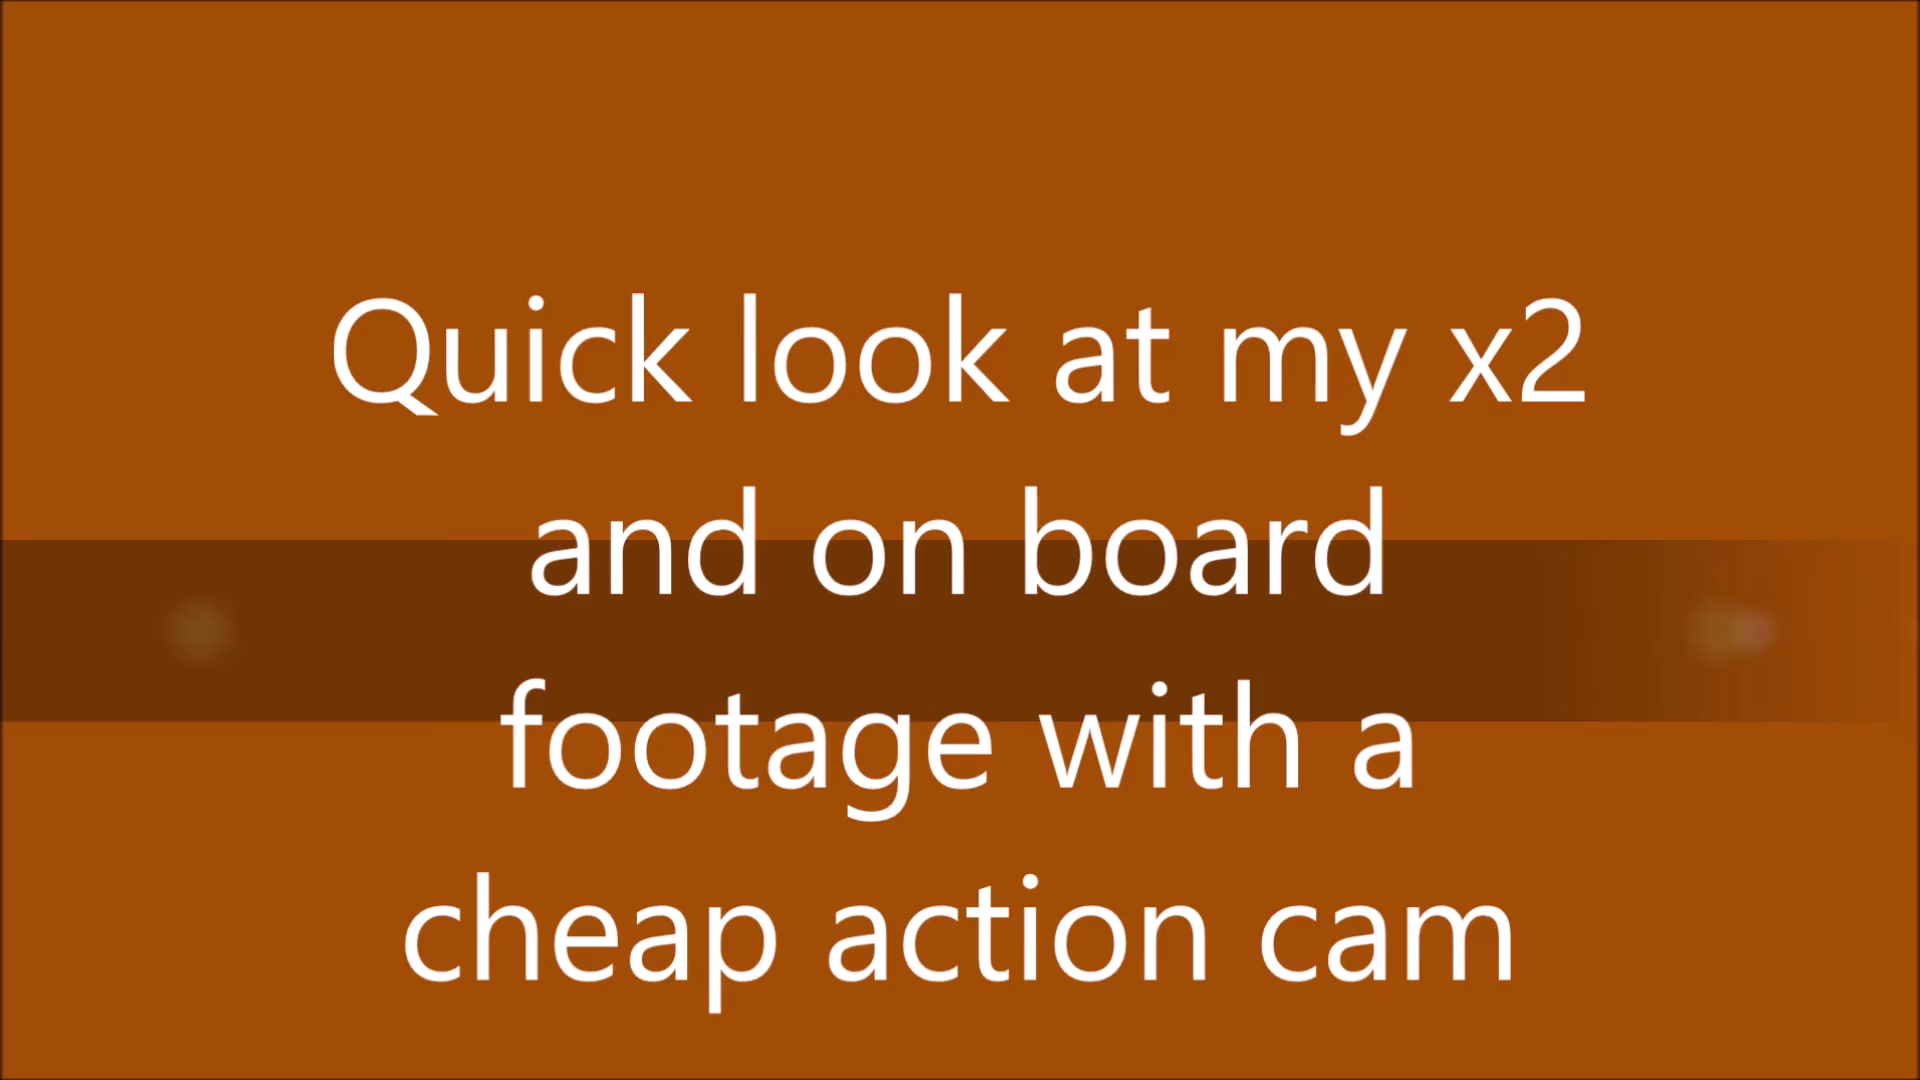 Quick look at my x2
and on board
footage with a
cheap action cam